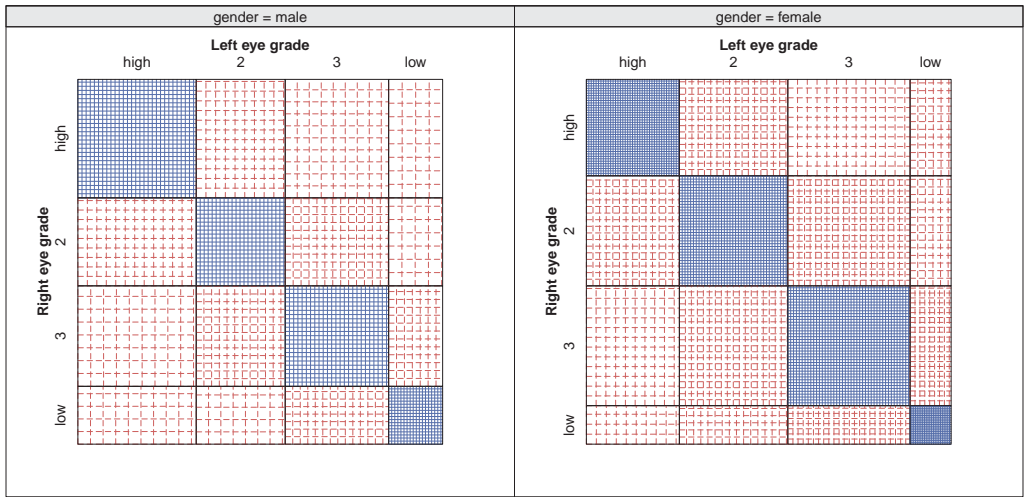 gender = male
Left eye grade
high 2 3 low
Right eye grade
high
2
3
low
gender = female
Left eye grade
high 2 3 low
Right eye grade
high
2
3
low